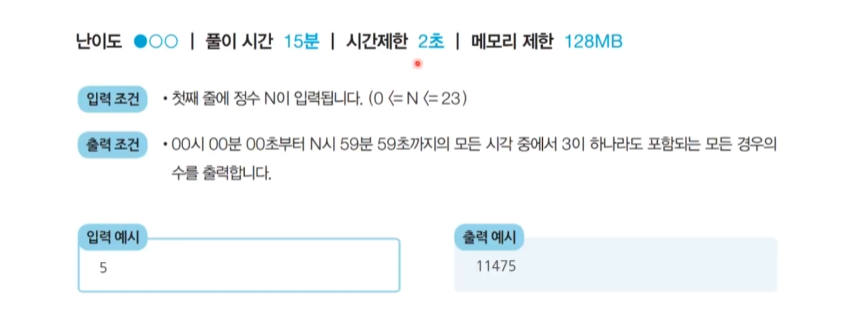 난이도 ●○○ | 풀이 시간 15분 | 시간제한 2초 | 메모리 제한 128MB
입력 조건 • 첫째 줄에 정수 N이 입력됩니다. (0 <= N <= 23)
출력 조건 • 00시 00분 00초부터 N시 59분 59초까지의 모든 시각 중에서 3이 하나라도 포함되는 모든 경우의
수를 출력합니다.
입력 예시
5
출력 예시
11475